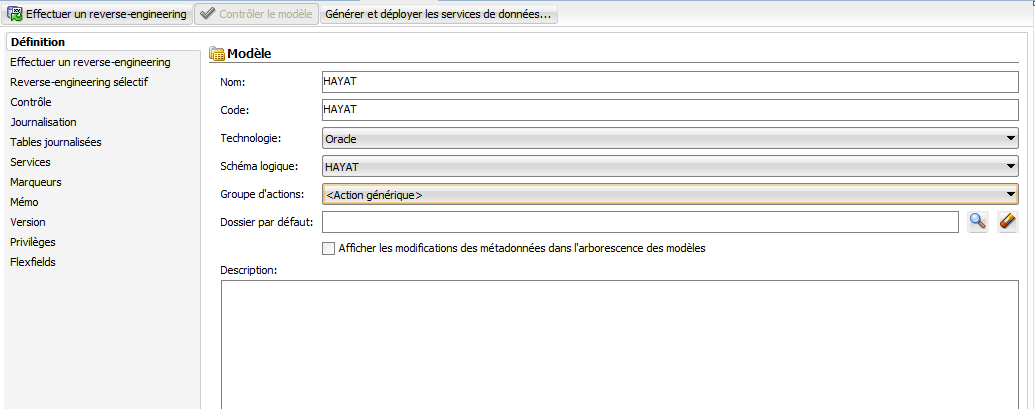 Effectuer un reverse-engineering
Contrôler le modèle
Générer et déployer les services de données...
Définition
Effectuer un reverse-engineering
Reverse-engineering sélectif
Contrôle
Journalisation
Tables journalisées
Services
Marqueurs
Mémo
Version
Privilèges
Flexfields
Modèle
Nom: HAYAT
Code: HAYAT
Technologie: Oracle
Schéma logique: HAYAT
Groupe d'actions: <Action générique>
Dossier par défaut:
Afficher les modifications des métadonnées dans l'arborescence des modèles
Description: